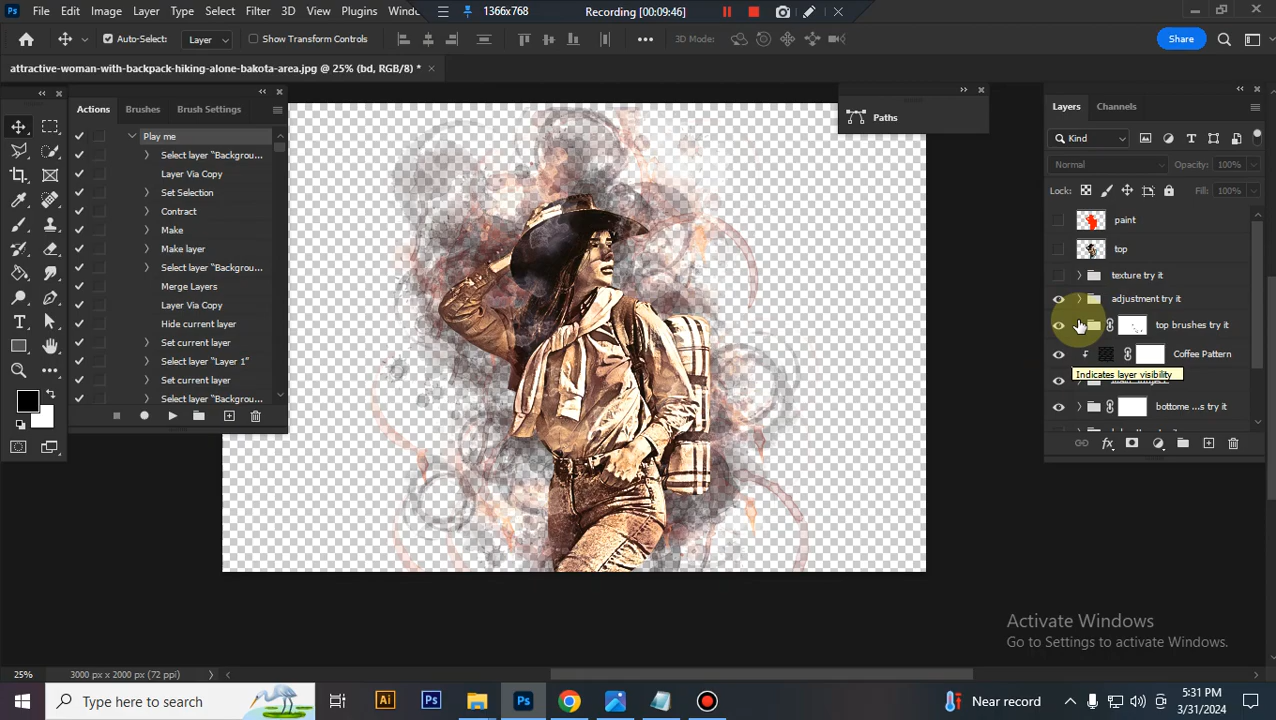 Ps File Edit Image Layer Type Select Filter 3D View Plugins Windo
1366x768 Recording [00:09:46]
Auto-Select: Layer Show Transform Controls 3D Mode: Share
attractive-woman-with-backpack-hiking-alone-bakota-area.jpg @ 25% (bd, RGB/8) *
Actions Brushes Brush Settings
Play me
Select layer "Backgrou...
Layer Via Copy
Set Selection
Contract
Make
Make layer
Select layer "Backgrou...
Merge Layers
Layer Via Copy
Hide current layer
Set current layer
Select layer "Layer 1"
Set current layer
Select layer "Backgrou...
Paths
Layers Channels
Kind
Normal Opacity: 100%
Lock: Fill: 100%
paint
top
texture try it
adjustment try it
top brushes try it
Coffee Pattern
Indicates layer visibility
bottome ...s try it
Activate Windows
Go to Settings to activate Windows.
25% 3000 px x 2000 px (72 ppi)
Type here to search
Ai Ps Ps
Near record
5:31 PM
3/31/2024